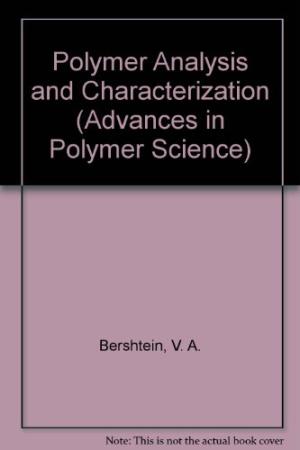 Polymer Analysis
and Characterization
(Advances in
Polymer Science)
Bershtein, V. A.
Note: This is not the actual book cover